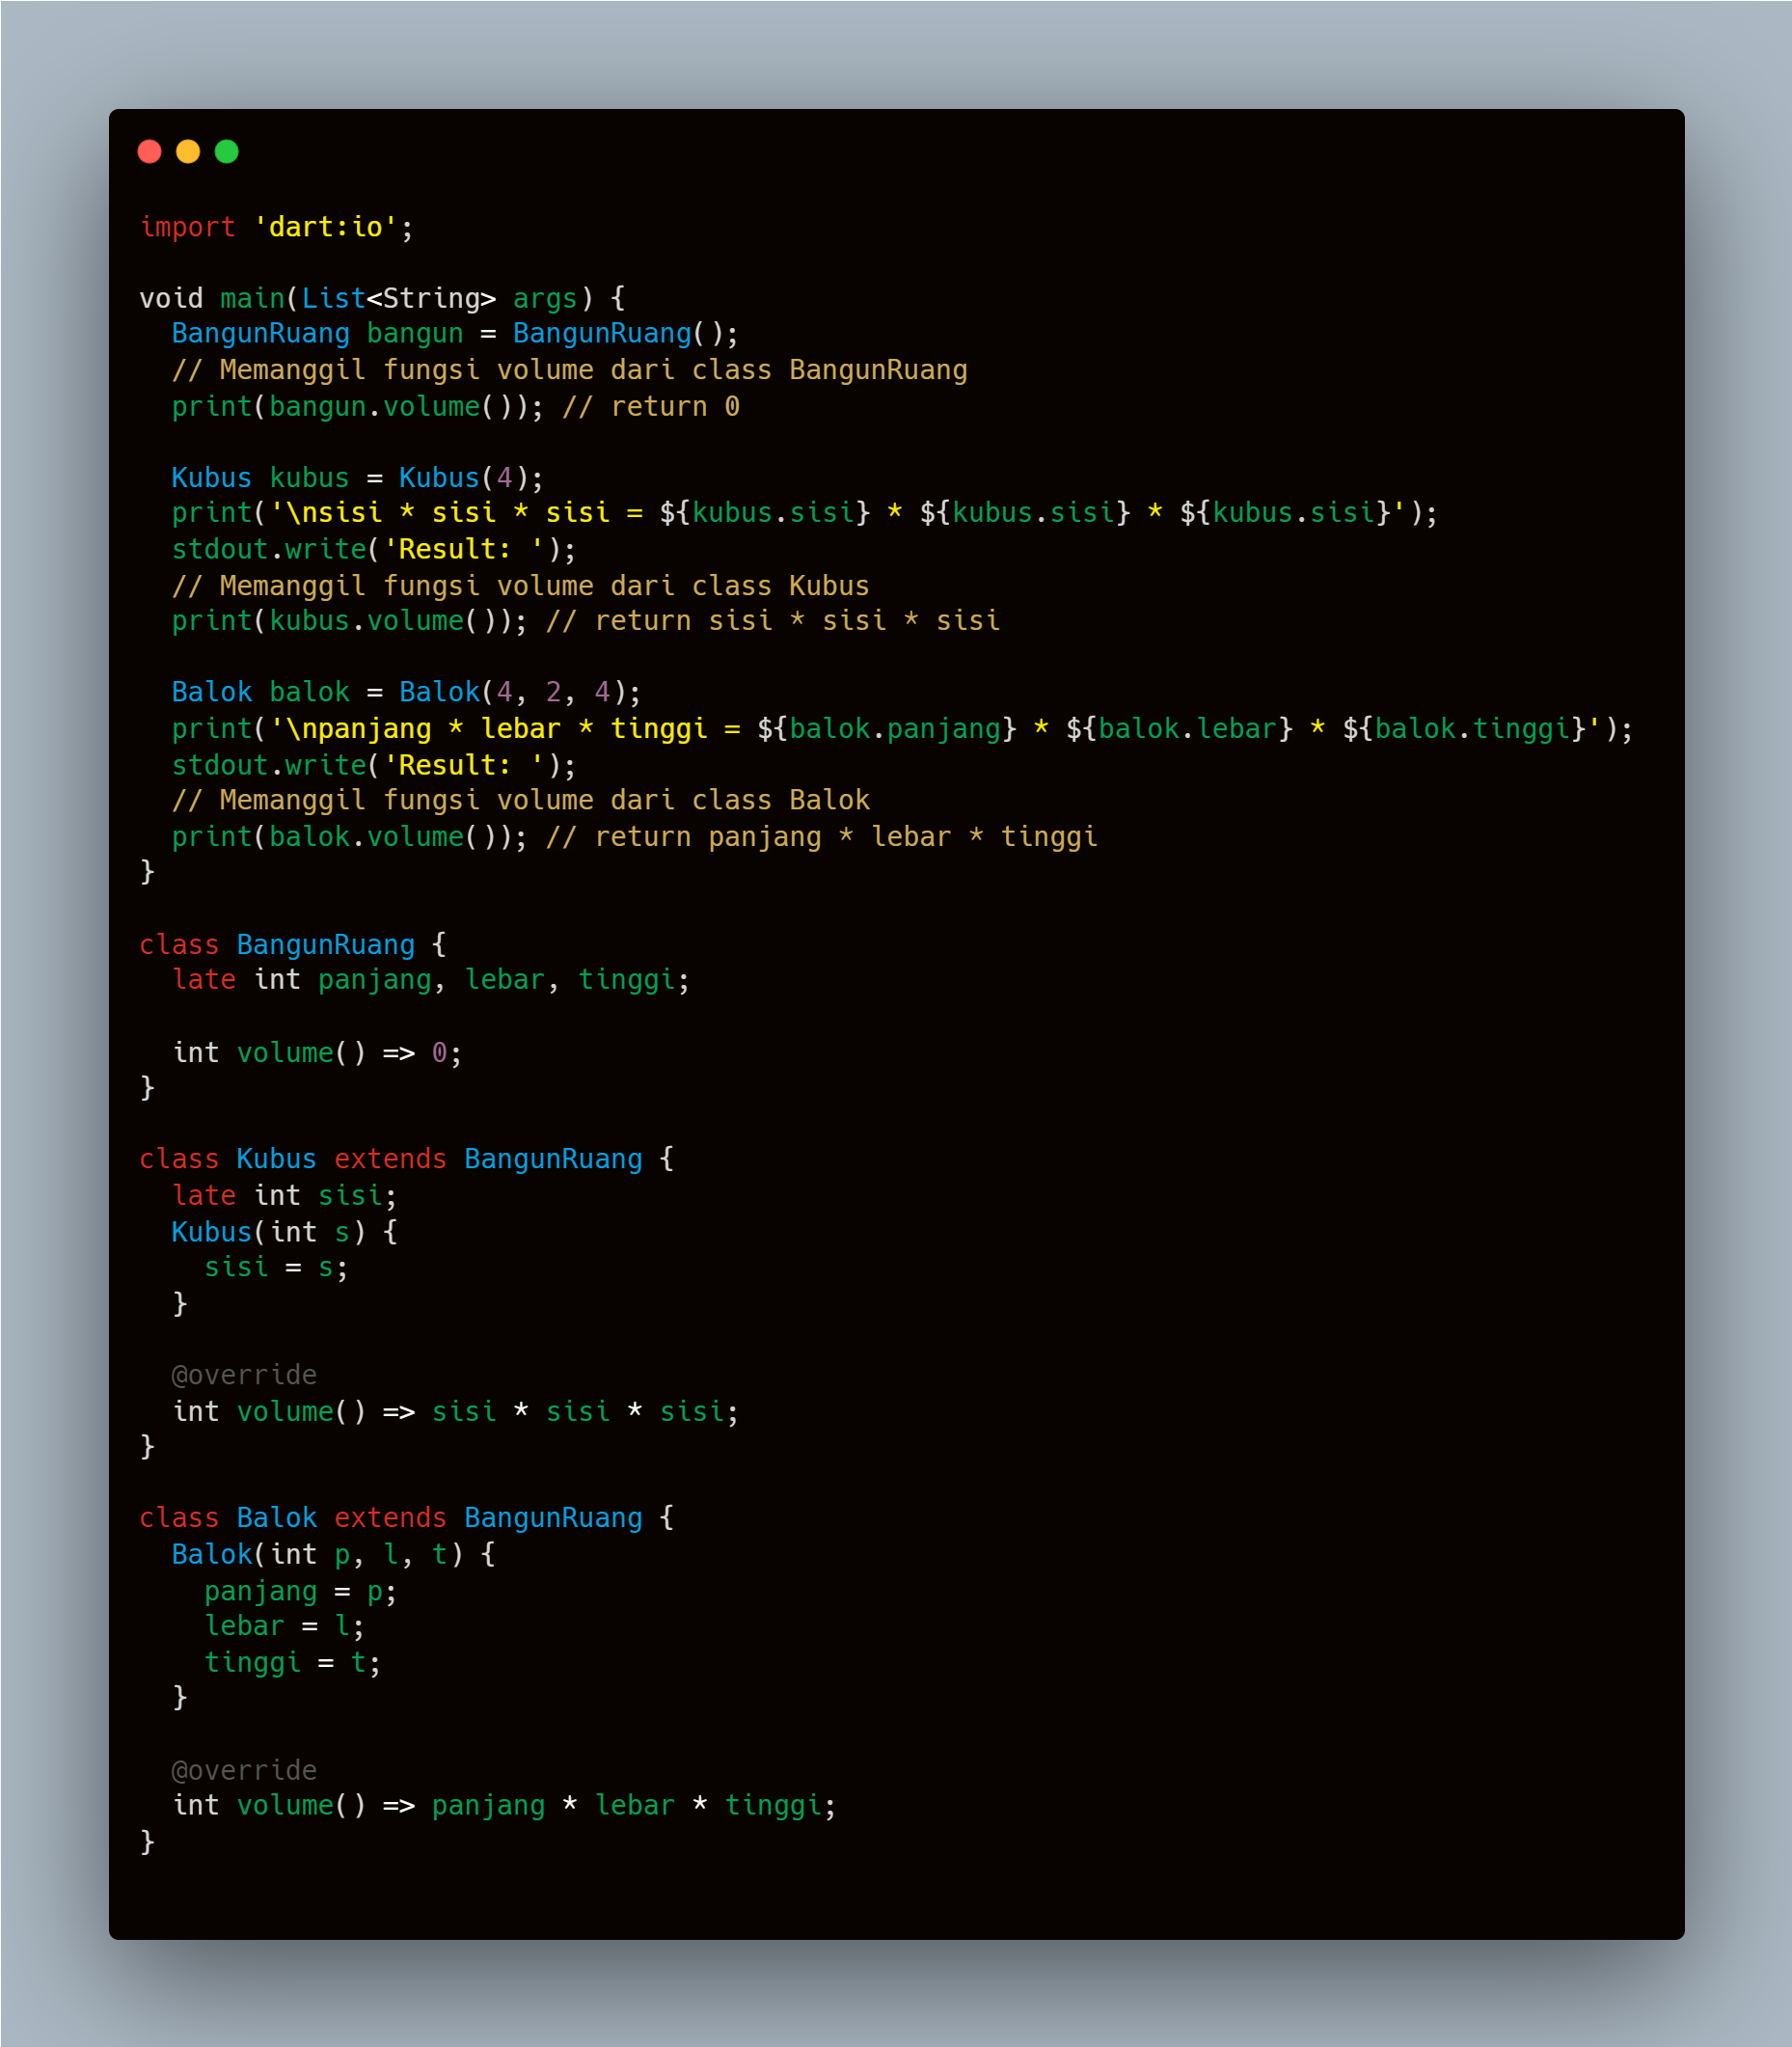 import 'dart:io';

void main(List<String> args) {
  BangunRuang bangun = BangunRuang();
  // Memanggil fungsi volume dari class BangunRuang
  print(bangun.volume()); // return 0

  Kubus kubus = Kubus(4);
  print('\nsisi * sisi * sisi = ${kubus.sisi} * ${kubus.sisi} * ${kubus.sisi}');
  stdout.write('Result: ');
  // Memanggil fungsi volume dari class Kubus
  print(kubus.volume()); // return sisi * sisi * sisi

  Balok balok = Balok(4, 2, 4);
  print('\npanjang * lebar * tinggi = ${balok.panjang} * ${balok.lebar} * ${balok.tinggi}');
  stdout.write('Result: ');
  // Memanggil fungsi volume dari class Balok
  print(balok.volume()); // return panjang * lebar * tinggi
}

class BangunRuang {
  late int panjang, lebar, tinggi;

  int volume() => 0;
}

class Kubus extends BangunRuang {
  late int sisi;
  Kubus(int s) {
    sisi = s;
  }

  @override
  int volume() => sisi * sisi * sisi;
}

class Balok extends BangunRuang {
  Balok(int p, l, t) {
    panjang = p;
    lebar = l;
    tinggi = t;
  }

  @override
  int volume() => panjang * lebar * tinggi;
}